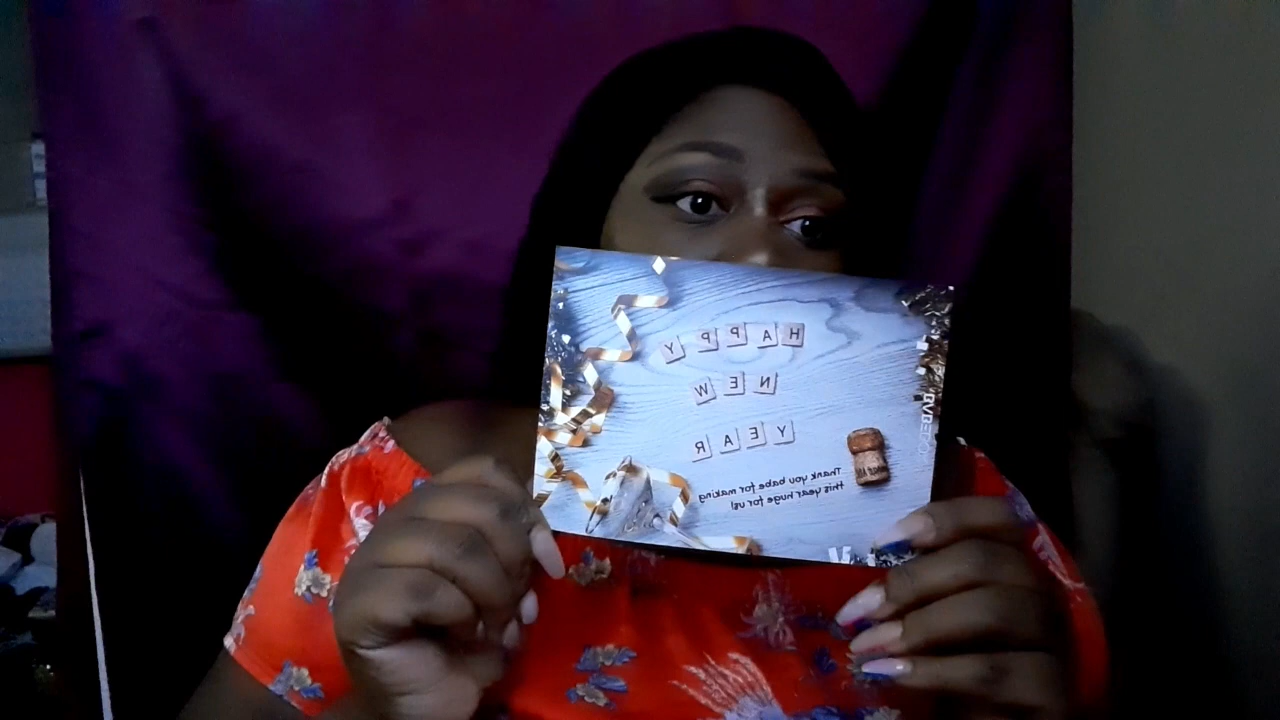 HAPPY
NEW
YEAR
Thank you babe for making
this year huge for us!